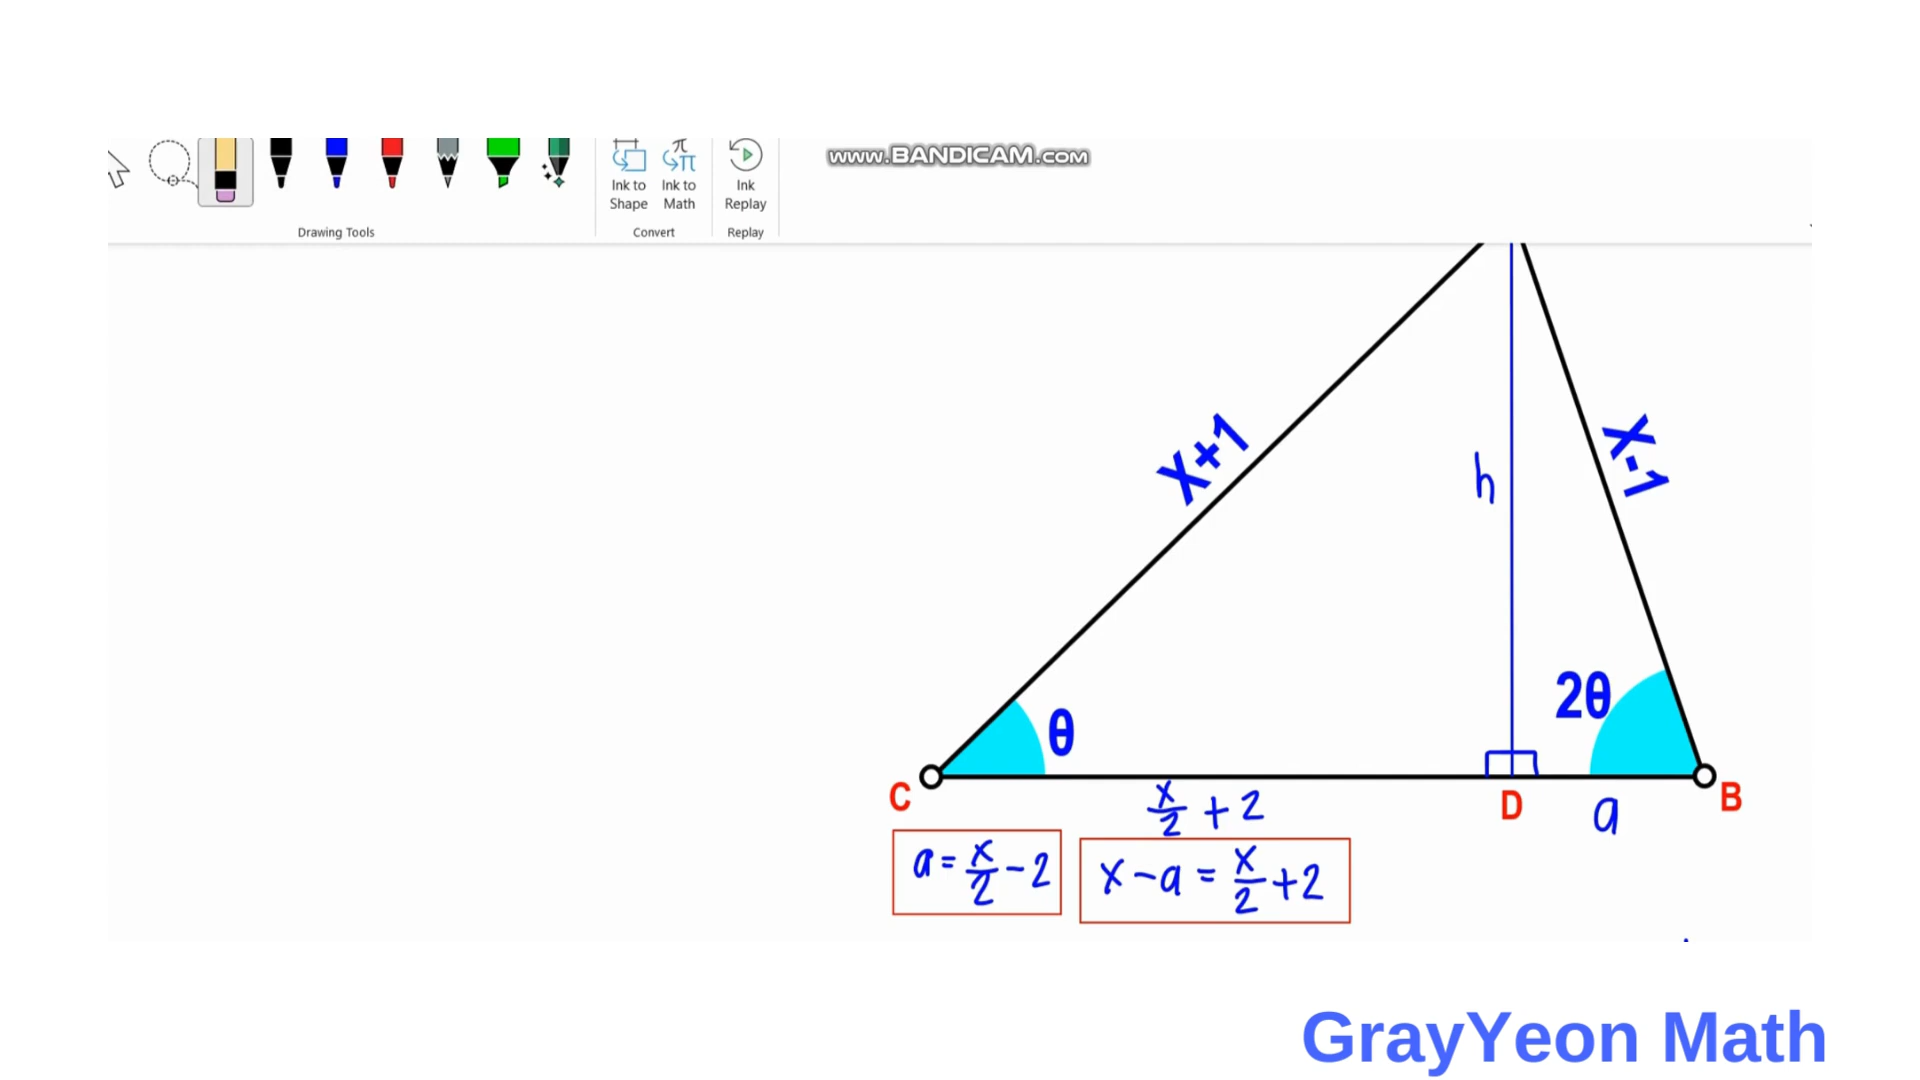 www.BANDICAM.com
Ink to Shape
Ink to Math
Ink Replay
Drawing Tools
Convert
Replay
x+1
h
x-1
θ
2θ
C
D
B
x/2 + 2
a
a = x/2 - 2
x - a = x/2 + 2
GrayYeon Math